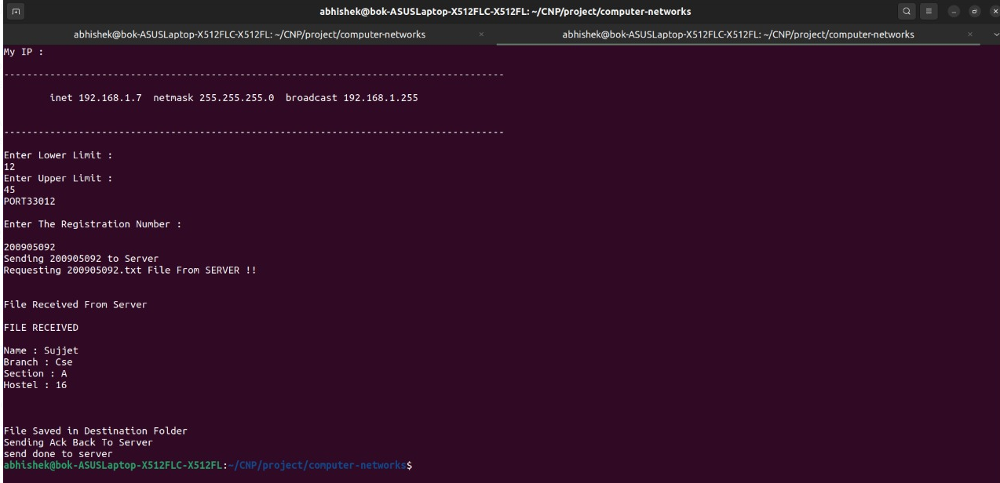 abhishek@bok-ASUSLaptop-X512FLC-X512FL: ~/CNP/project/computer-networks
abhishek@bok-ASUSLaptop-X512FLC-X512FL: ~/CNP/project/computer-networks
abhishek@bok-ASUSLaptop-X512FLC-X512FL: ~/CNP/project/computer-networks
My IP :
---------------------------------------------------------------------------------------
inet 192.168.1.7  netmask 255.255.255.0  broadcast 192.168.1.255
---------------------------------------------------------------------------------------
Enter Lower Limit :
12
Enter Upper Limit :
45
PORT33012
Enter The Registration Number :
200905092
Sending 200905092 to Server
Requesting 200905092.txt File From SERVER !!
File Received From Server
FILE RECEIVED
Name : Sujjet
Branch : Cse
Section : A
Hostel : 16
File Saved in Destination Folder
Sending Ack Back To Server
send done to server
abhishek@bok-ASUSLaptop-X512FLC-X512FL:~/CNP/project/computer-networks$